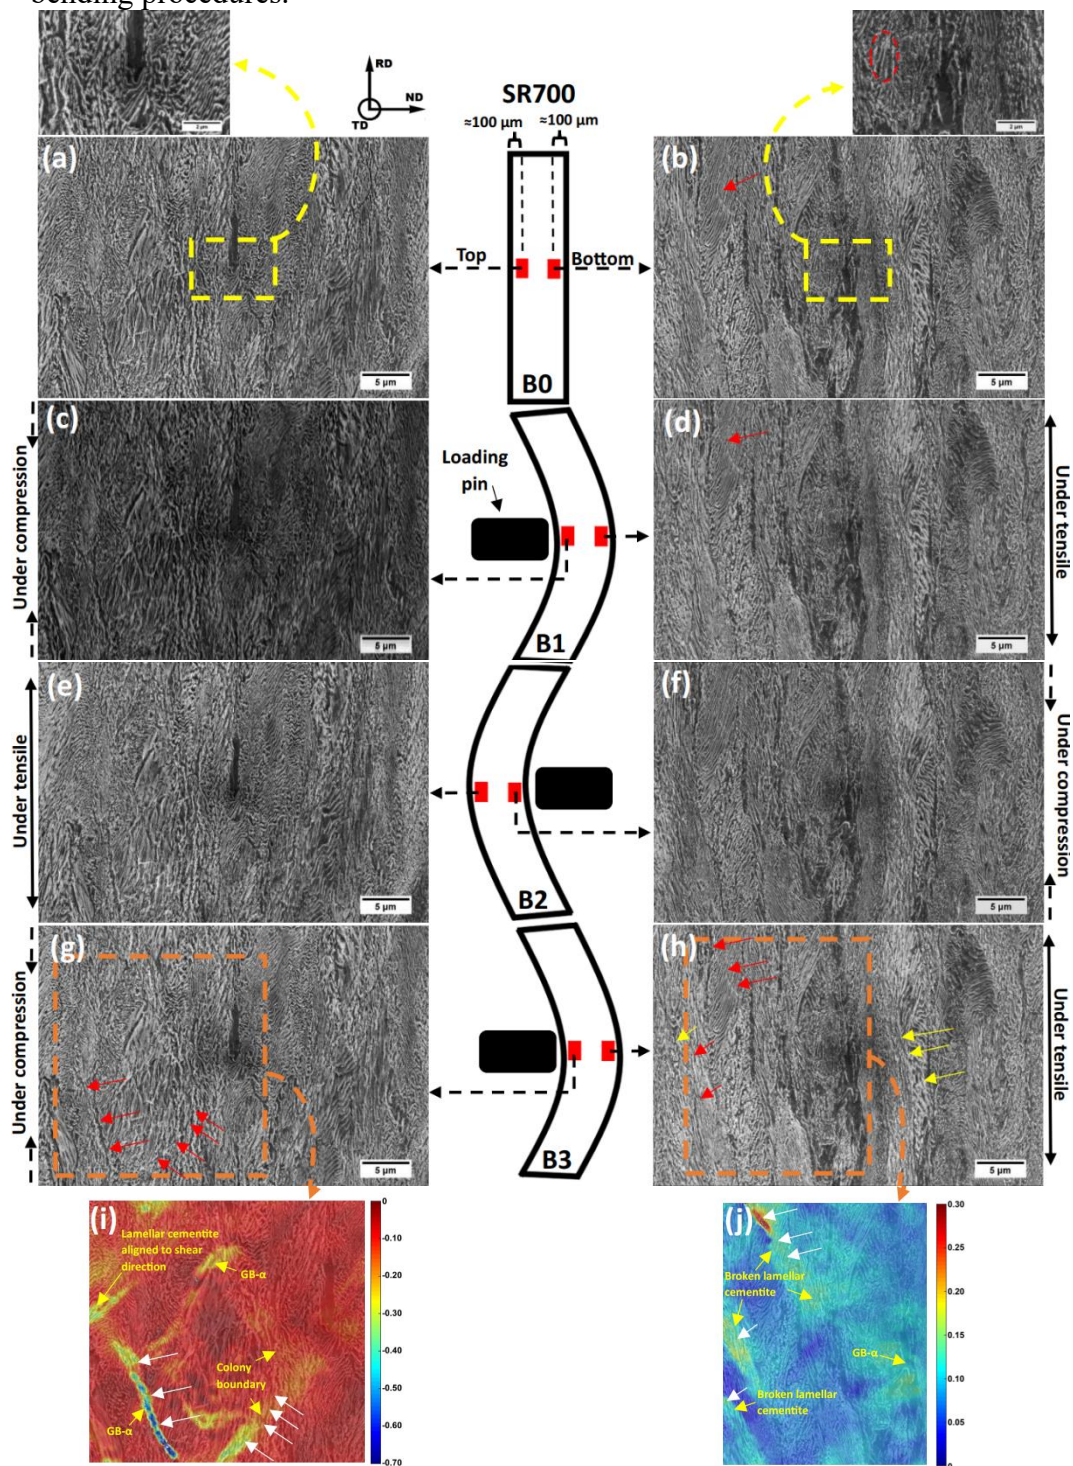 bending procedures.
RD
ND
TD
2 µm
SR700
≈100 µm
≈100 µm
2 µm
(a)
5 µm
Top
Bottom
B0
(b)
5 µm
Under compression
(c)
5 µm
Loading
pin
B1
(d)
5 µm
Under tensile
Under tensile
(e)
5 µm
B2
(f)
5 µm
Under compression
Under compression
(g)
5 µm
B3
(h)
5 µm
Under tensile
(i)
Lamellar cementite
aligned to shear
direction
GB-α
Colony
boundary
GB-α
0
-0.10
-0.20
-0.30
-0.40
-0.50
-0.60
-0.70
(j)
Broken lamellar
cementite
GB-α
Broken lamellar
cementite
0.30
0.25
0.20
0.15
0.10
0.05
0